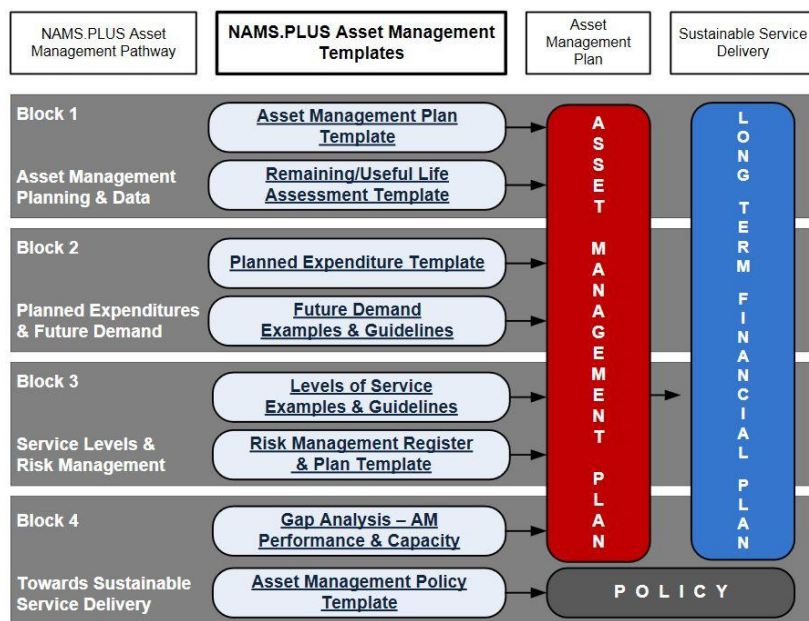 NAMS.PLUS Asset
Management Pathway
NAMS.PLUS Asset Management
Templates
Asset
Management
Plan
Sustainable Service
Delivery
Block 1
Asset Management
Planning & Data
Asset Management Plan
Template
Remaining/Useful Life
Assessment Template
Block 2
Planned Expenditures
& Future Demand
Planned Expenditure Template
Future Demand
Examples & Guidelines
Block 3
Service Levels &
Risk Management
Levels of Service
Examples & Guidelines
Risk Management Register
& Plan Template
Block 4
Towards Sustainable
Service Delivery
Gap Analysis – AM
Performance & Capacity
Asset Management Policy
Template
ASSET MANAGEMENT PLAN
LONG TERM FINANCIAL PLAN
POLICY